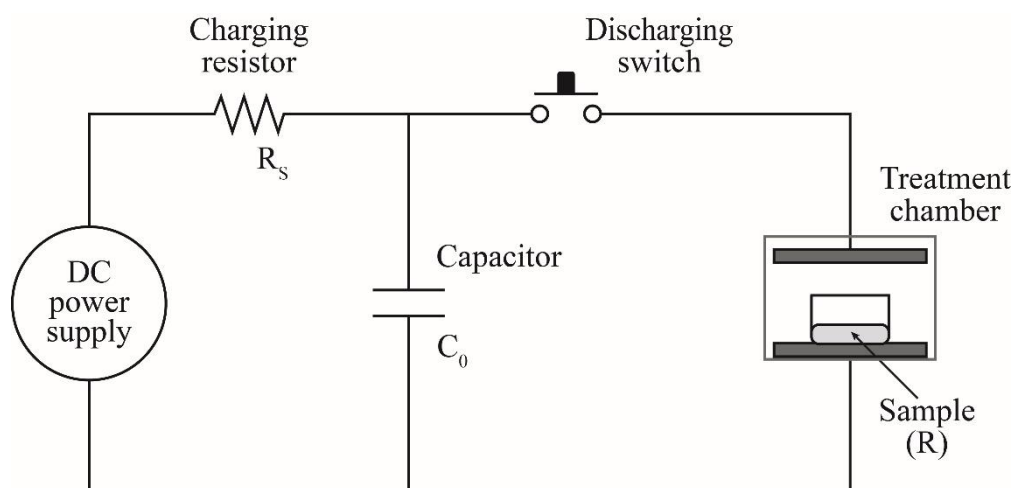 Charging
resistor
R_S
Discharging
switch
Treatment
chamber
DC
power
supply
Capacitor
C_0
Sample
(R)